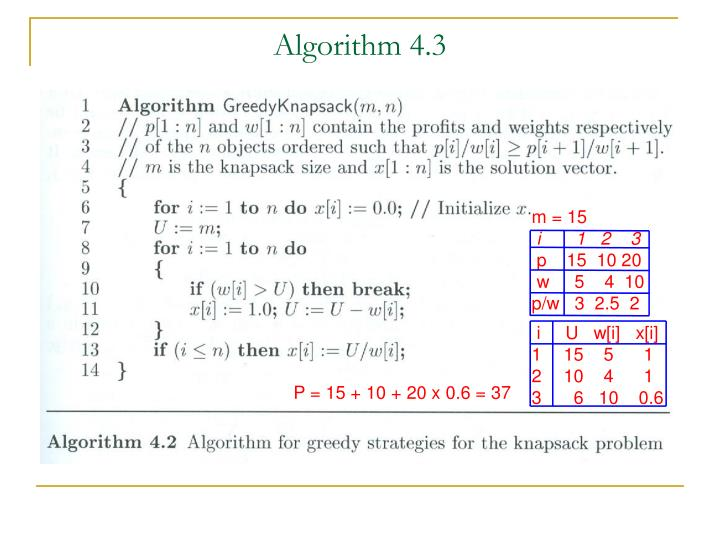 Algorithm 4.3
1 Algorithm GreedyKnapsack(m, n)
2 // p[1 : n] and w[1 : n] contain the profits and weights respectively
3 // of the n objects ordered such that p[i]/w[i] ≥ p[i + 1]/w[i + 1].
4 // m is the knapsack size and x[1 : n] is the solution vector.
5 {
6 for i := 1 to n do x[i] := 0.0; // Initialize x.
7 U := m;
8 for i := 1 to n do
9 {
10 if (w[i] > U) then break;
11 x[i] := 1.0; U := U − w[i];
12 }
13 if (i ≤ n) then x[i] := U/w[i];
14 }
m = 15
i 1 2 3
p 15 10 20
w 5 4 10
p/w 3 2.5 2
i U w[i] x[i]
1 15 5 1
2 10 4 1
3 6 10 0.6
P = 15 + 10 + 20 x 0.6 = 37
Algorithm 4.2 Algorithm for greedy strategies for the knapsack problem